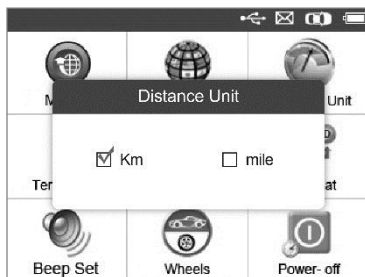 Distance Unit
Unit
Km
mile
Ter
at
Beep Set
Wheels
Power- off